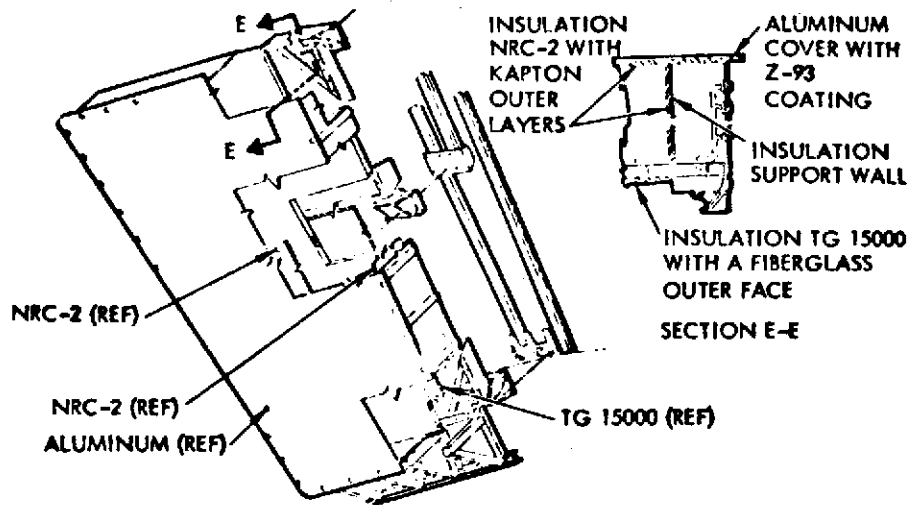 E
E
INSULATION
NRC-2 WITH
KAPTON
OUTER
LAYERS
ALUMINUM
COVER WITH
Z-93
COATING
INSULATION
SUPPORT WALL
INSULATION TG 15000
WITH A FIBERGLASS
OUTER FACE
SECTION E-E
NRC-2 (REF)
NRC-2 (REF)
ALUMINUM (REF)
TG 15000 (REF)